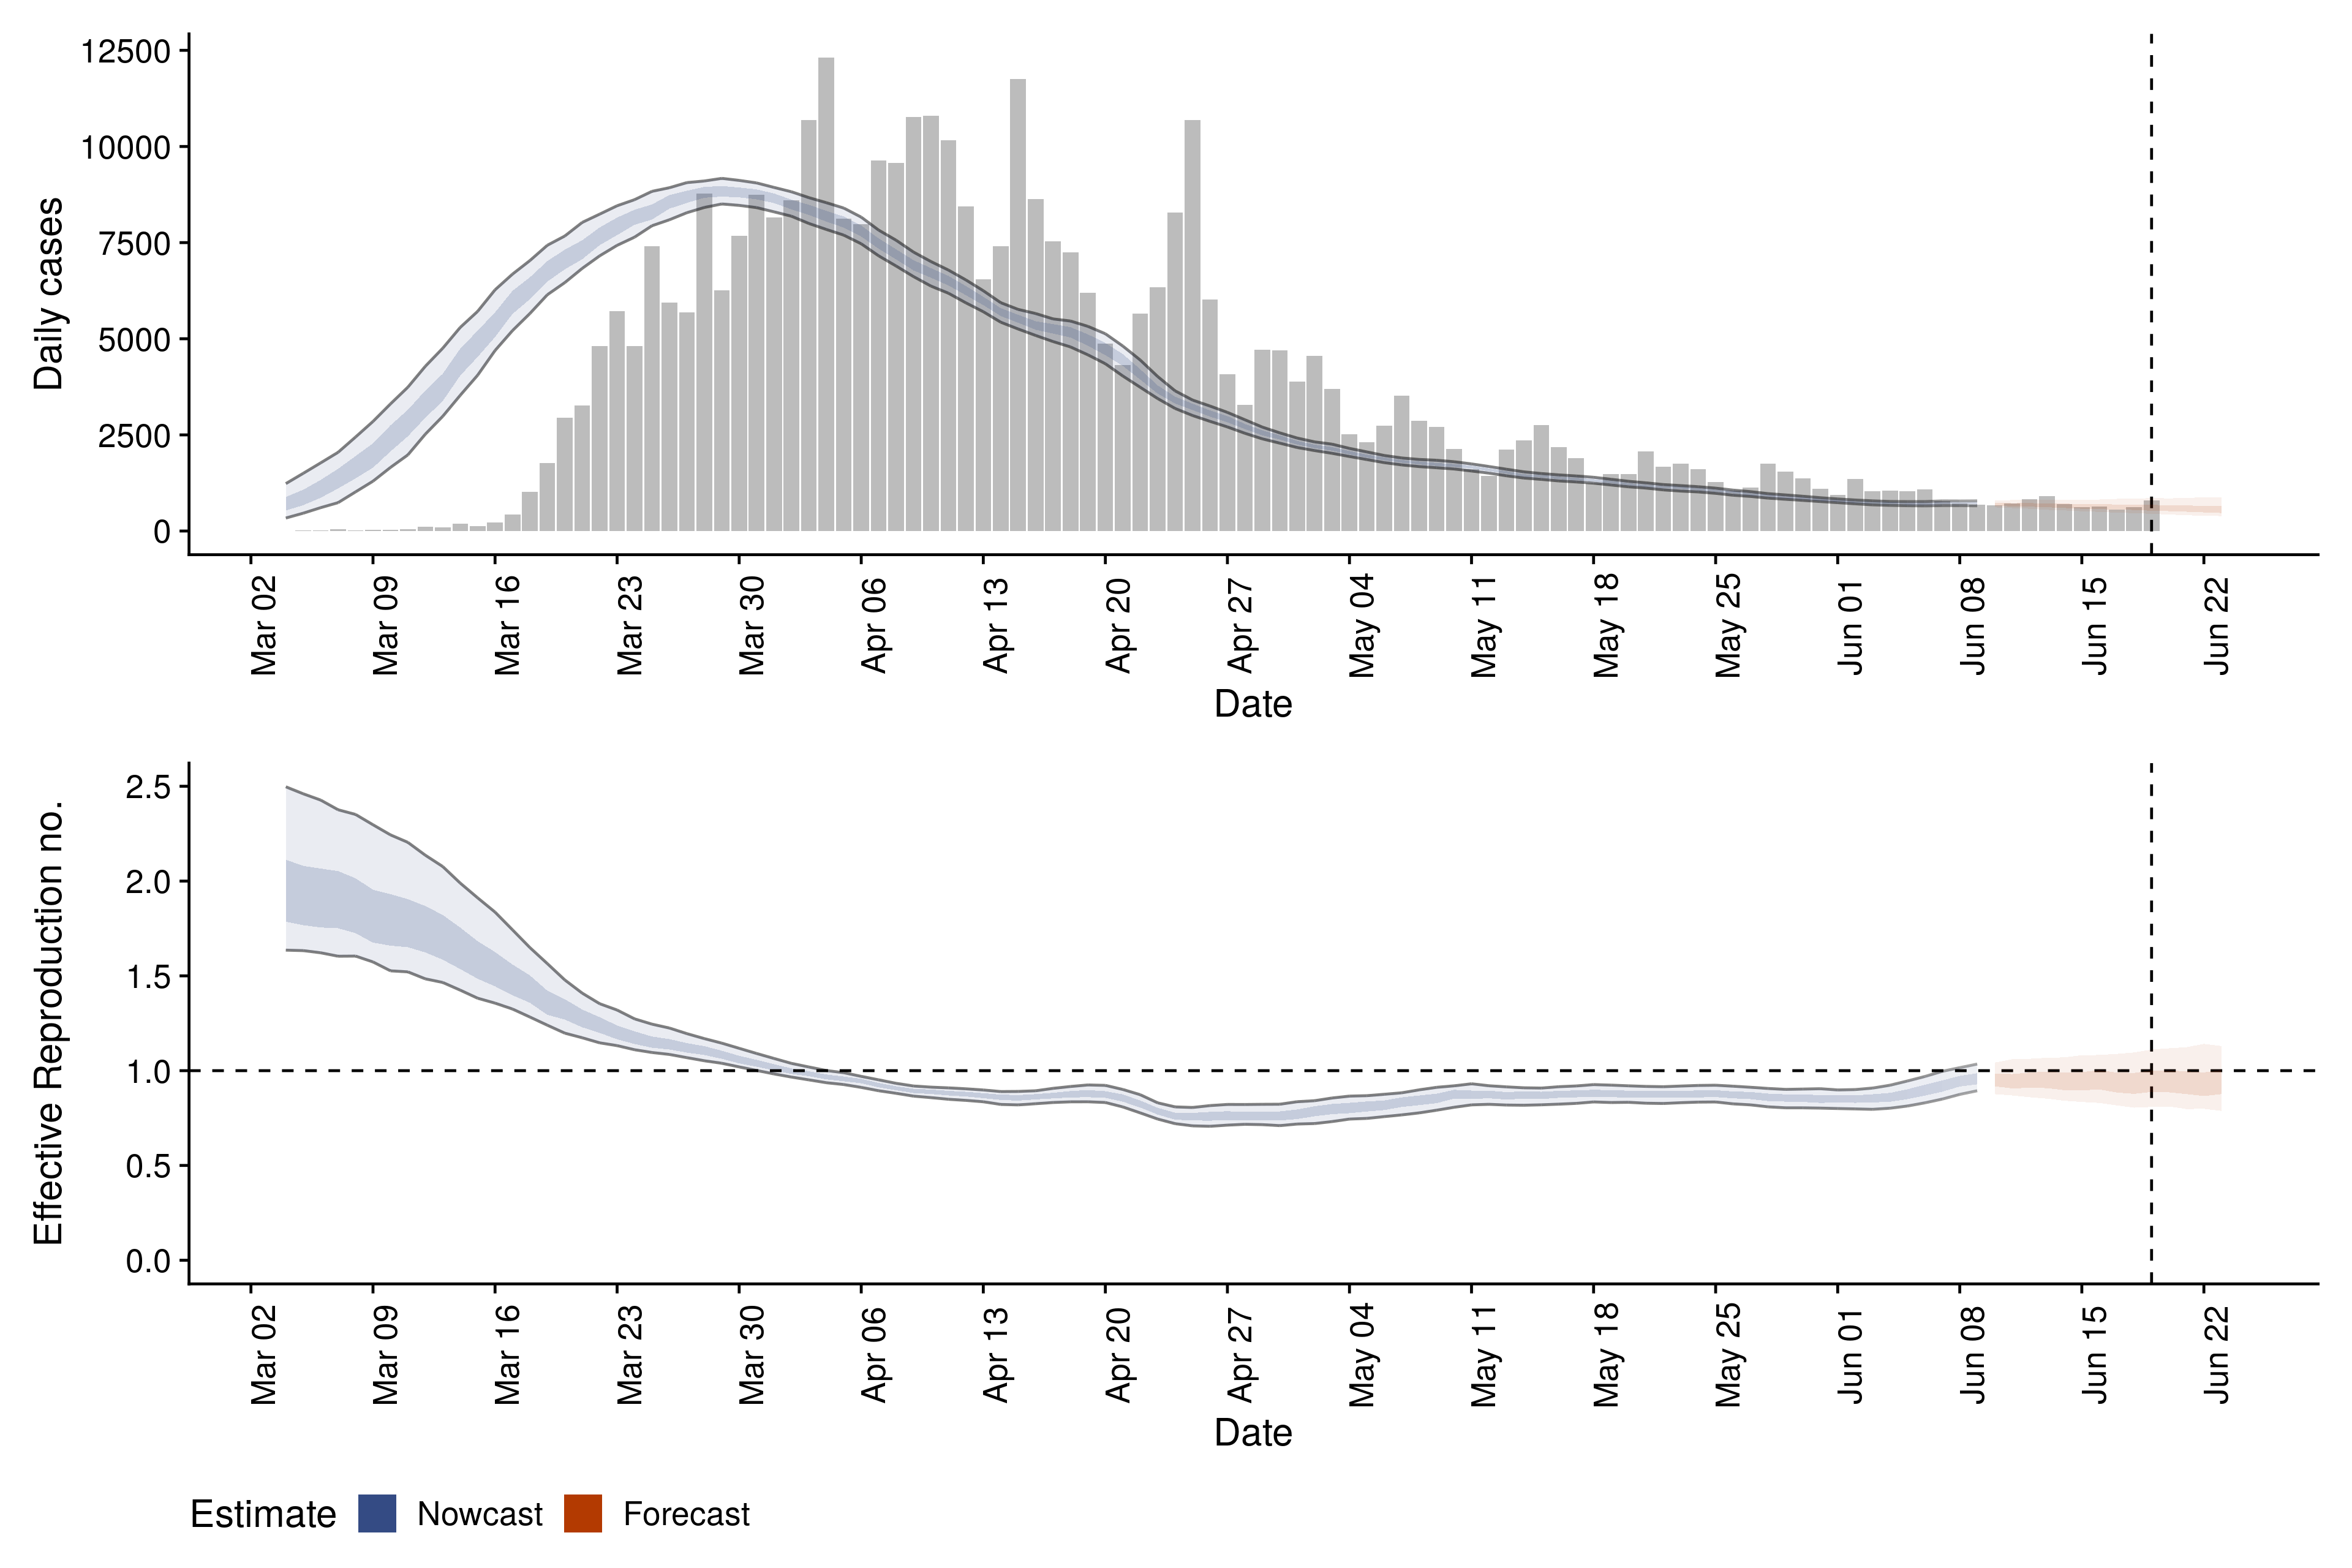 Daily cases
12500
10000
7500
5000
2500
0
Mar 02 Mar 09 Mar 16 Mar 23 Mar 30 Apr 06 Apr 13 Apr 20 Apr 27 May 04 May 11 May 18 May 25 Jun 01 Jun 08 Jun 15 Jun 22
Date
Effective Reproduction no.
2.5
2.0
1.5
1.0
0.5
0.0
Mar 02 Mar 09 Mar 16 Mar 23 Mar 30 Apr 06 Apr 13 Apr 20 Apr 27 May 04 May 11 May 18 May 25 Jun 01 Jun 08 Jun 15 Jun 22
Date
Estimate Nowcast Forecast